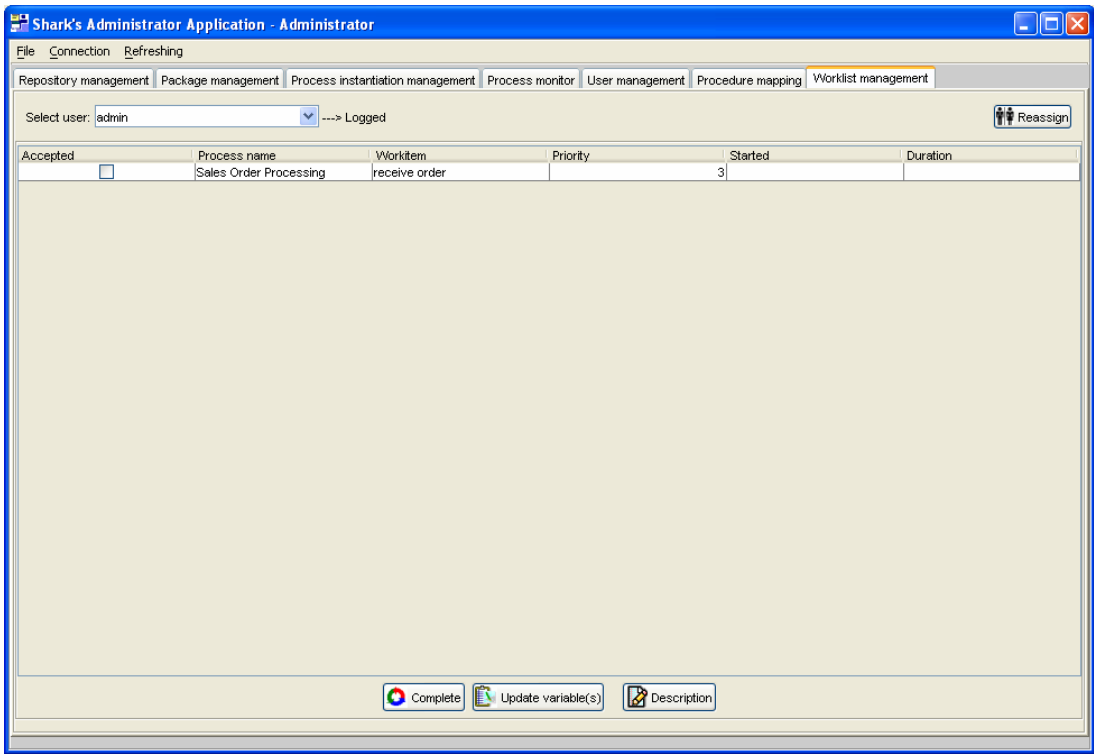 Shark's Administrator Application - Administrator
File Connection Refreshing
Repository management Package management Process instantiation management Process monitor User management Procedure mapping Worklist management
Select user: admin ---> Logged Reassign
Accepted Process name Workitem Priority Started Duration
Sales Order Processing receive order 3
Complete Update variable(s) Description